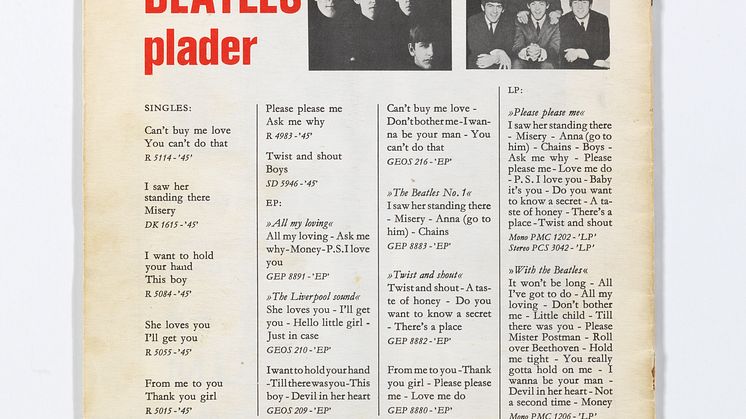 BEATLES
plader
SINGLES:
Can't buy me love
You can't do that
R 5114 - '45'
I saw her
standing there
Misery
DK 1615 - '45'
I want to hold
your hand
This boy
R 5084 - '45'
She loves you
I'll get you
R 5055 - '45'
From me to you
Thank you girl
R 5015 - '45'
Please please me
Ask me why
R 4983 - '45'
Twist and shout
Boys
SD 5946 - '45'
EP:
»All my loving«
All my loving - Ask me
why - Money - P.S. I love
you
GEP 8891 - 'EP'
»The Liverpool sound«
She loves you - I'll get
you - Hello little girl -
Just in case
GEOS 210 - 'EP'
I want to hold your hand
- Till there was you - This
boy - Devil in her heart
GEOS 209 - 'EP'
Can't buy me love -
Don't bother me - I wan-
na be your man - You
can't do that
GEOS 216 - 'EP'
»The Beatles No. 1«
I saw her standing there
- Misery - Anna (go to
him) - Chains
GEP 8883 - 'EP'
»Twist and shout«
Twist and shout - A tas-
te of honey - Do you
want to know a secret
- There's a place
GEP 8882 - 'EP'
From me to you - Thank
you girl - Please please
me - Love me do
GEP 8880 - 'EP'
LP:
»Please please me«
I saw her standing there
- Misery - Anna (go to
him) - Chains - Boys -
Ask me why - Please
please me - Love me do
- P. S. I love you - Baby
it's you - Do you want
to know a secret - A ta-
ste of honey - There's a
place - Twist and shout
Mono PMC 1202 - 'LP'
Stereo PCS 3042 - 'LP'
»With the Beatles«
It won't be long - All
I've got to do - All my
loving - Don't bother
me - Little child - Till
there was you - Please
Mister Postman - Roll
over Beethoven - Hold
me tight - You really
gotta hold on me - I
wanna be your man -
Devil in her heart - Not
a second time - Money
Mono PMC 1206 - 'LP'